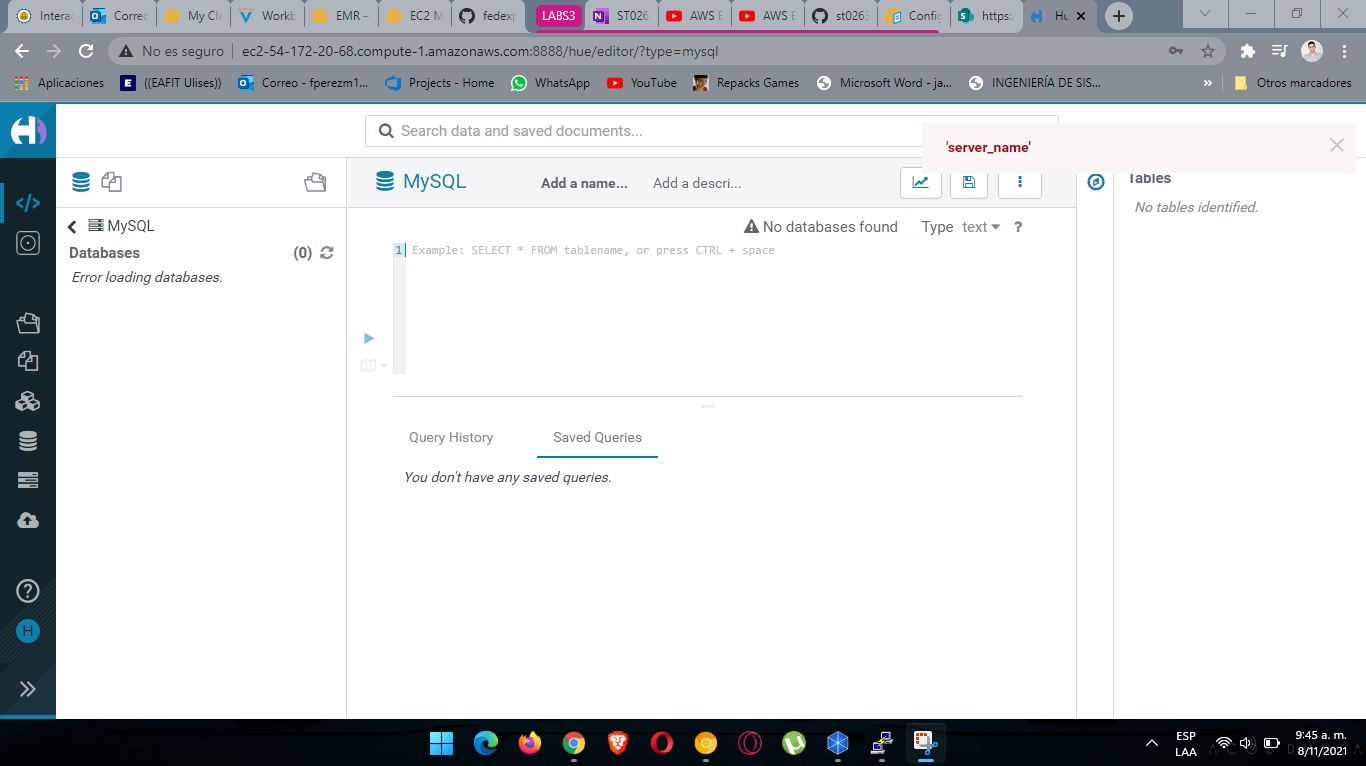 Interac
Correc
My Cla
Workb
EMR –
EC2 M
fedexp
LABS3
ST026
AWS E
AWS E
st0263
Config
https:/
Hu
No es seguro
ec2-54-172-20-68.compute-1.amazonaws.com:8888/hue/editor/?type=mysql
Aplicaciones
((EAFIT Ulises))
Correo - fperezm1...
Projects - Home
WhatsApp
YouTube
Repacks Games
Microsoft Word - ja...
INGENIERÍA DE SIS...
»
Otros marcadores
Search data and saved documents...
'server_name'
MySQL
Add a name...
Add a descri...
Tables
No tables identified.
MySQL
Databases
(0)
Error loading databases.
No databases found
Type text
?
1
Example: SELECT * FROM tablename, or press CTRL + space
Query History
Saved Queries
You don't have any saved queries.
H
ESP
LAA
9:45 a. m.
8/11/2021